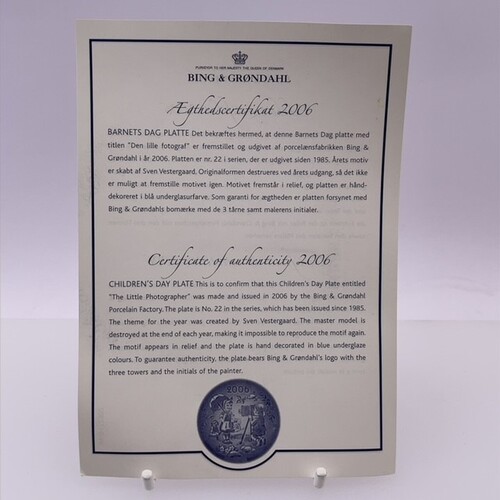 PURVEYOR TO HER MAJESTY THE QUEEN OF DENMARK
BING & GRØNDAHL
Ægthedscertifikat 2006
BARNETS DAG PLATTE Det bekræftes hermed, at denne Barnets Dag platte med
titlen "Den lille fotograf" er fremstillet og udgivet af porcelænsfabrikken Bing &
Grøndahl i år 2006. Platten er nr. 22 i serien, der er udgivet siden 1985. Årets motiv
er skabt af Sven Vestergaard. Originalformen destrueres ved årets udgang, så det ikke
er muligt at fremstille motivet igen. Motivet fremstår i relief, og platten er hånd-
dekoreret i blå underglasurfarve. Som garanti for ægtheden er platten forsynet med
Bing & Grøndahls bomærke med de 3 tårne samt malerens initialer.
Certificate of authenticity 2006
CHILDREN'S DAY PLATE This is to confirm that this Children's Day Plate entitled
"The Little Photographer" was made and issued in 2006 by the Bing & Grøndahl
Porcelain Factory. The plate is No. 22 in the series, which has been issued since 1985.
The theme for the year was created by Sven Vestergaard. The master model is
destroyed at the end of each year, making it impossible to reproduce the motif again.
The motif appears in relief and the plate is hand decorated in blue underglaze
colours. To guarantee authenticity, the plate bears Bing & Grøndahl's logo with the
three towers and the initials of the painter.
2006